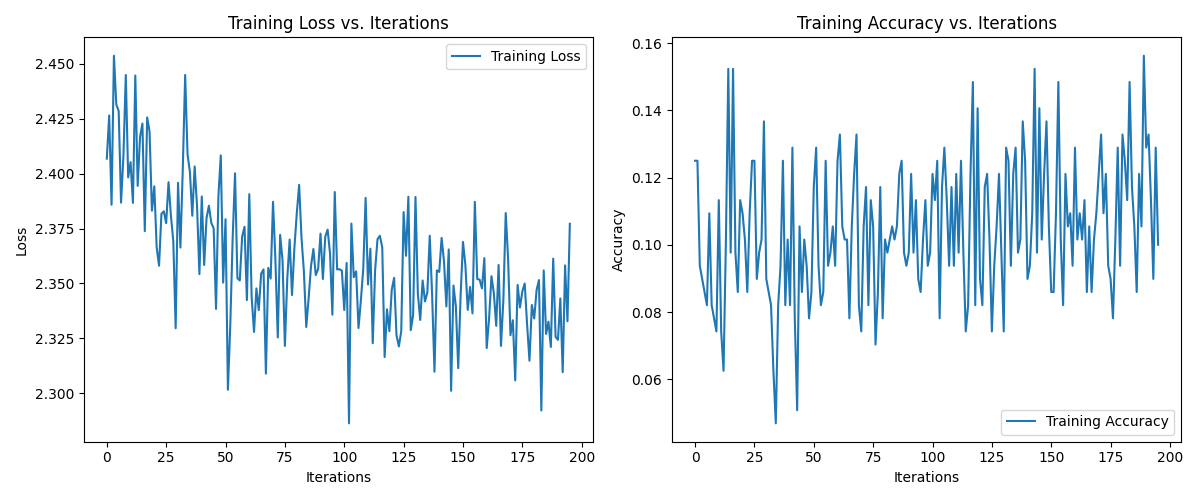 Training Loss vs. Iterations
2.450
2.425
2.400
2.375
2.350
2.325
2.300
Loss
Training Loss
0 25 50 75 100 125 150 175 200
Iterations
Training Accuracy vs. Iterations
0.16
0.14
0.12
0.10
0.08
0.06
Accuracy
Training Accuracy
0 25 50 75 100 125 150 175 200
Iterations